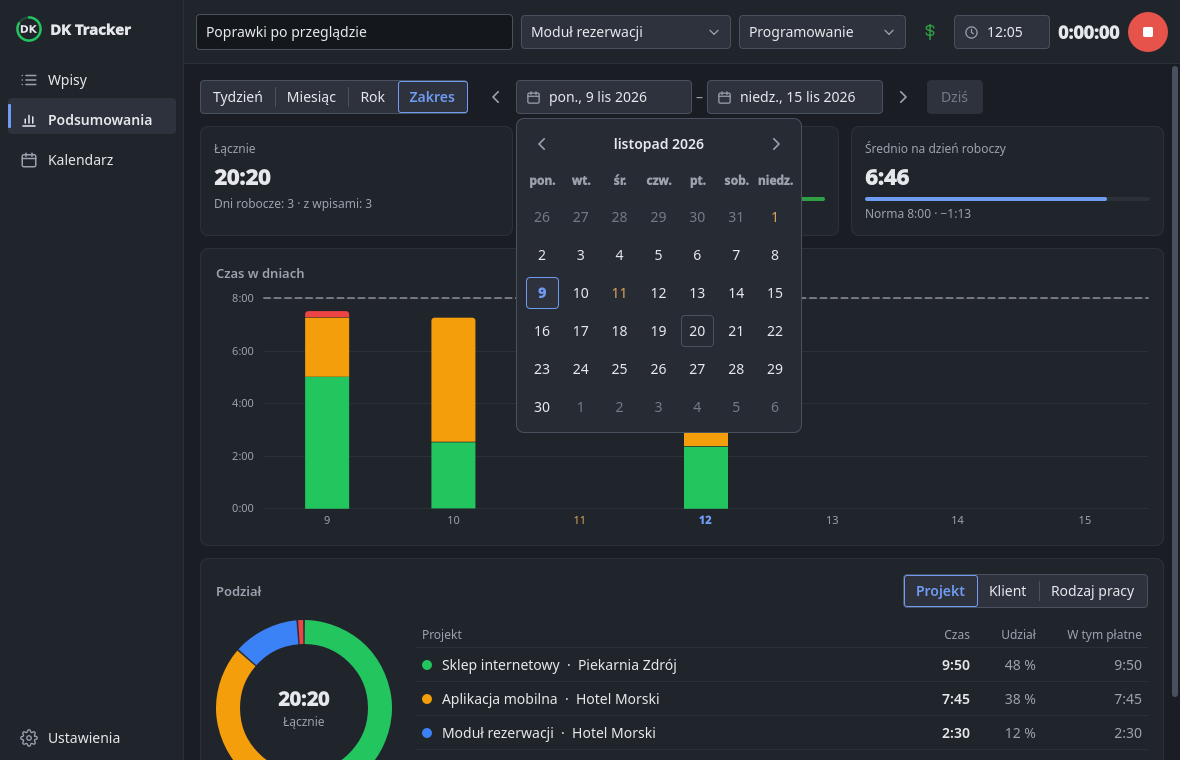 DK DK Tracker
Wpisy
Podsumowania
Kalendarz
Ustawienia
Poprawki po przeglądzie Moduł rezerwacji Programowanie $ 12:05 0:00:00
Tydzień Miesiąc Rok Zakres pon., 9 lis 2026 – niedz., 15 lis 2026 Dziś
Łącznie
20:20
Dni robocze: 3 · z wpisami: 3
Średnio na dzień roboczy
6:46
Norma 8:00 · −1:13
listopad 2026
pon. wt. śr. czw. pt. sob. niedz.
26 27 28 29 30 31 1
2 3 4 5 6 7 8
9 10 11 12 13 14 15
16 17 18 19 20 21 22
23 24 25 26 27 28 29
30 1 2 3 4 5 6
Czas w dniach
8:00
6:00
4:00
2:00
0:00
9 10 11 12 13 14 15
Podział
Projekt Klient Rodzaj pracy
20:20
Łącznie
Projekt Czas Udział W tym płatne
Sklep internetowy · Piekarnia Zdrój 9:50 48 % 9:50
Aplikacja mobilna · Hotel Morski 7:45 38 % 7:45
Moduł rezerwacji · Hotel Morski 2:30 12 % 2:30